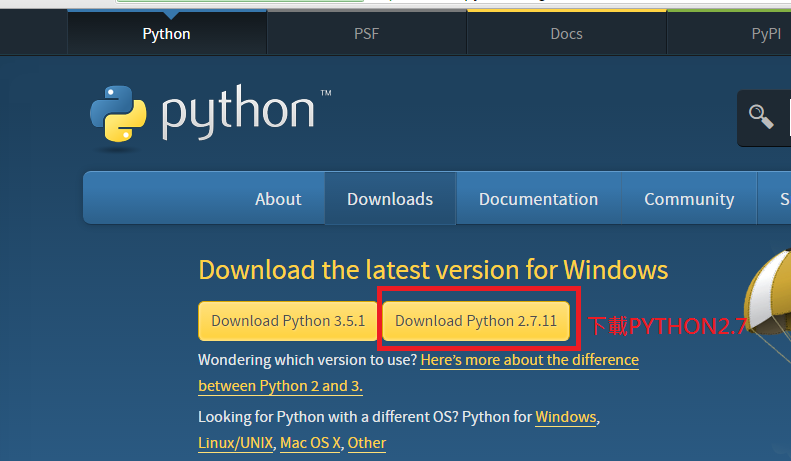 Python PSF Docs PyPI
python™
About Downloads Documentation Community S
Download the latest version for Windows
Download Python 3.5.1 Download Python 2.7.11 下載PYTHON2.7
Wondering which version to use? Here's more about the difference
between Python 2 and 3.
Looking for Python with a different OS? Python for Windows,
Linux/UNIX, Mac OS X, Other